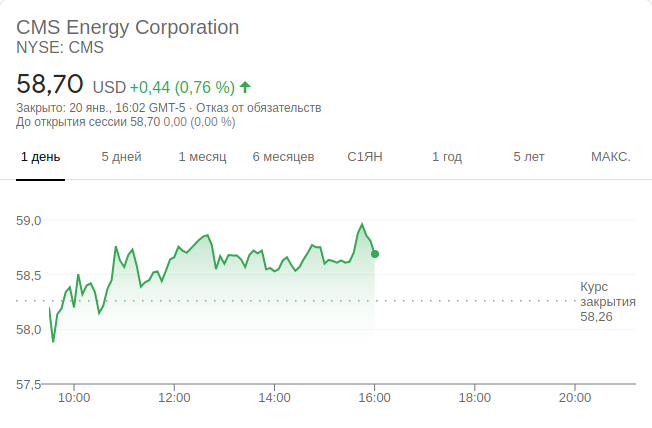 CMS Energy Corporation
NYSE: CMS
58,70 USD +0,44 (0,76 %)
Закрыто: 20 янв., 16:02 GMT-5 · Отказ от обязательств
До открытия сессии 58,70 0,00 (0,00 %)
1 день 5 дней 1 месяц 6 месяцев С1ЯН 1 год 5 лет МАКС.
59,0
58,5
Курс
закрытия
58,26
58,0
57,5
10:00 12:00 14:00 16:00 18:00 20:00